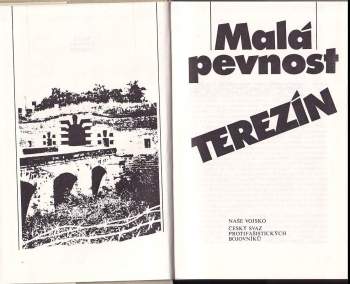 Malá
pevnost
TEREZÍN
NAŠE VOJSKO
ČESKÝ SVAZ
PROTIFAŠISTICKÝCH
BOJOVNÍKŮ